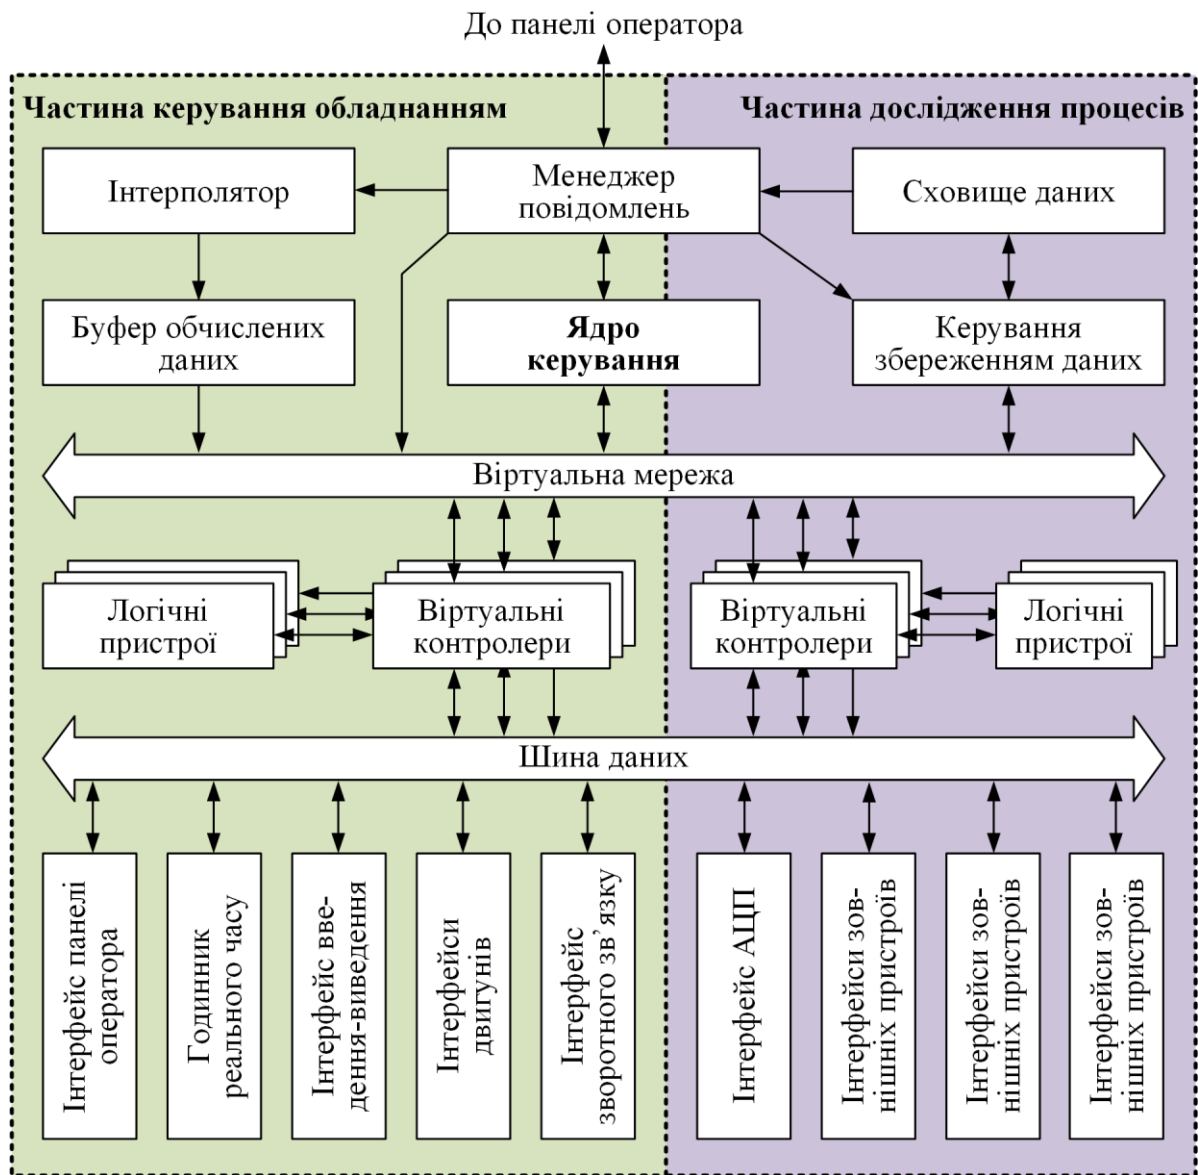 До панелі оператора
Частина керування обладнанням
Частина дослідження процесів
Інтерполятор
Менеджер
повідомлень
Сховище даних
Буфер обчислених
даних
Ядро
керування
Керування
збереженням даних
Віртуальна мережа
Логічні
пристрої
Віртуальні
контролери
Віртуальні
контролери
Логічні
пристрої
Шина даних
Інтерфейс панелі
оператора
Годинник
реального часу
Інтерфейс вве-
дення-виведення
Інтерфейси
двигунів
Інтерфейс
зворотного зв’язку
Інтерфейс АЦП
Інтерфейси зов-
нішніх пристроїв
Інтерфейси зов-
нішніх пристроїв
Інтерфейси зов-
нішніх пристроїв